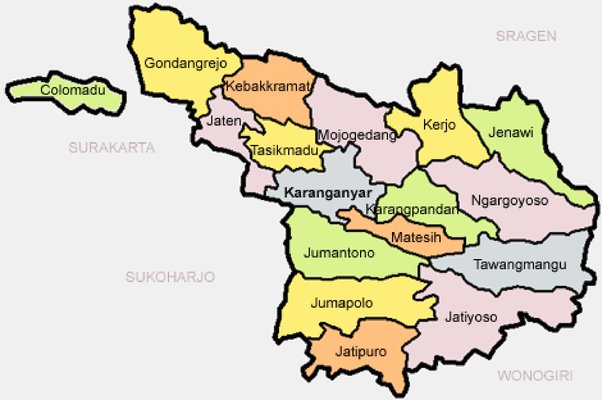 SRAGEN
Gondangrejo
Kebakkramat
Colomadu
Jaten
Mojogedang
Kerjo
Jenawi
SURAKARTA
Tasikmadu
Karanganyar
Karangpandan
Ngargoyoso
Matesih
Jumantono
Tawangmangu
SUKOHARJO
Jumapolo
Jatiyoso
Jatipuro
WONOGIRI